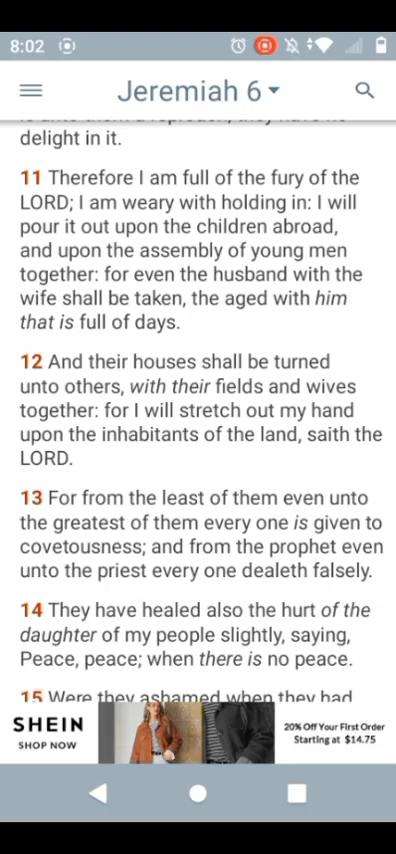 8:02
Jeremiah 6
delight in it.
11 Therefore I am full of the fury of the
LORD; I am weary with holding in: I will
pour it out upon the children abroad,
and upon the assembly of young men
together: for even the husband with the
wife shall be taken, the aged with him
that is full of days.
12 And their houses shall be turned
unto others, with their fields and wives
together: for I will stretch out my hand
upon the inhabitants of the land, saith the
LORD.
13 For from the least of them even unto
the greatest of them every one is given to
covetousness; and from the prophet even
unto the priest every one dealeth falsely.
14 They have healed also the hurt of the
daughter of my people slightly, saying,
Peace, peace; when there is no peace.
15 Were they ashamed when they had
SHEIN
SHOP NOW
20% Off Your First Order
Starting at $14.75